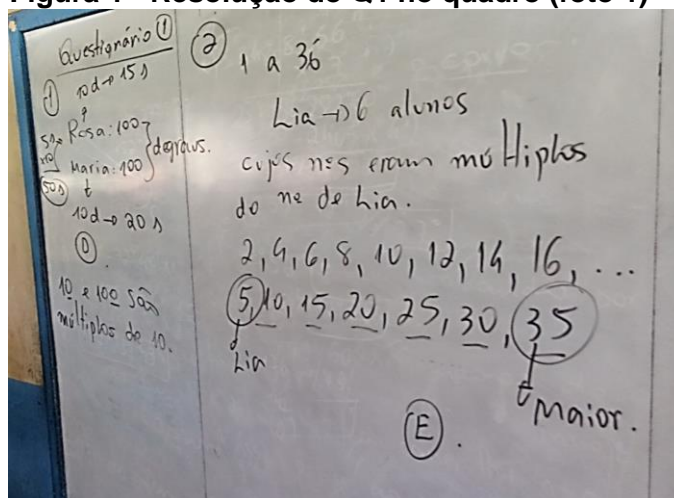 Figura 1 - Resolução do Q1 no quadro (foto 1)
Questionário 1
1
10d → 15 s
Rosa: 100
Maria: 100
degraus.
50s
10d → 20 s
D
10 e 100 são
múltiplos de 10.
2
1 a 36
Lia → 6 alunos
cujos nºs eram múltiplos
do nº de Lia.
2, 4, 6, 8, 10, 12, 14, 16, ...
5, 10, 15, 20, 25, 30, 35
Lia
Maior.
E.